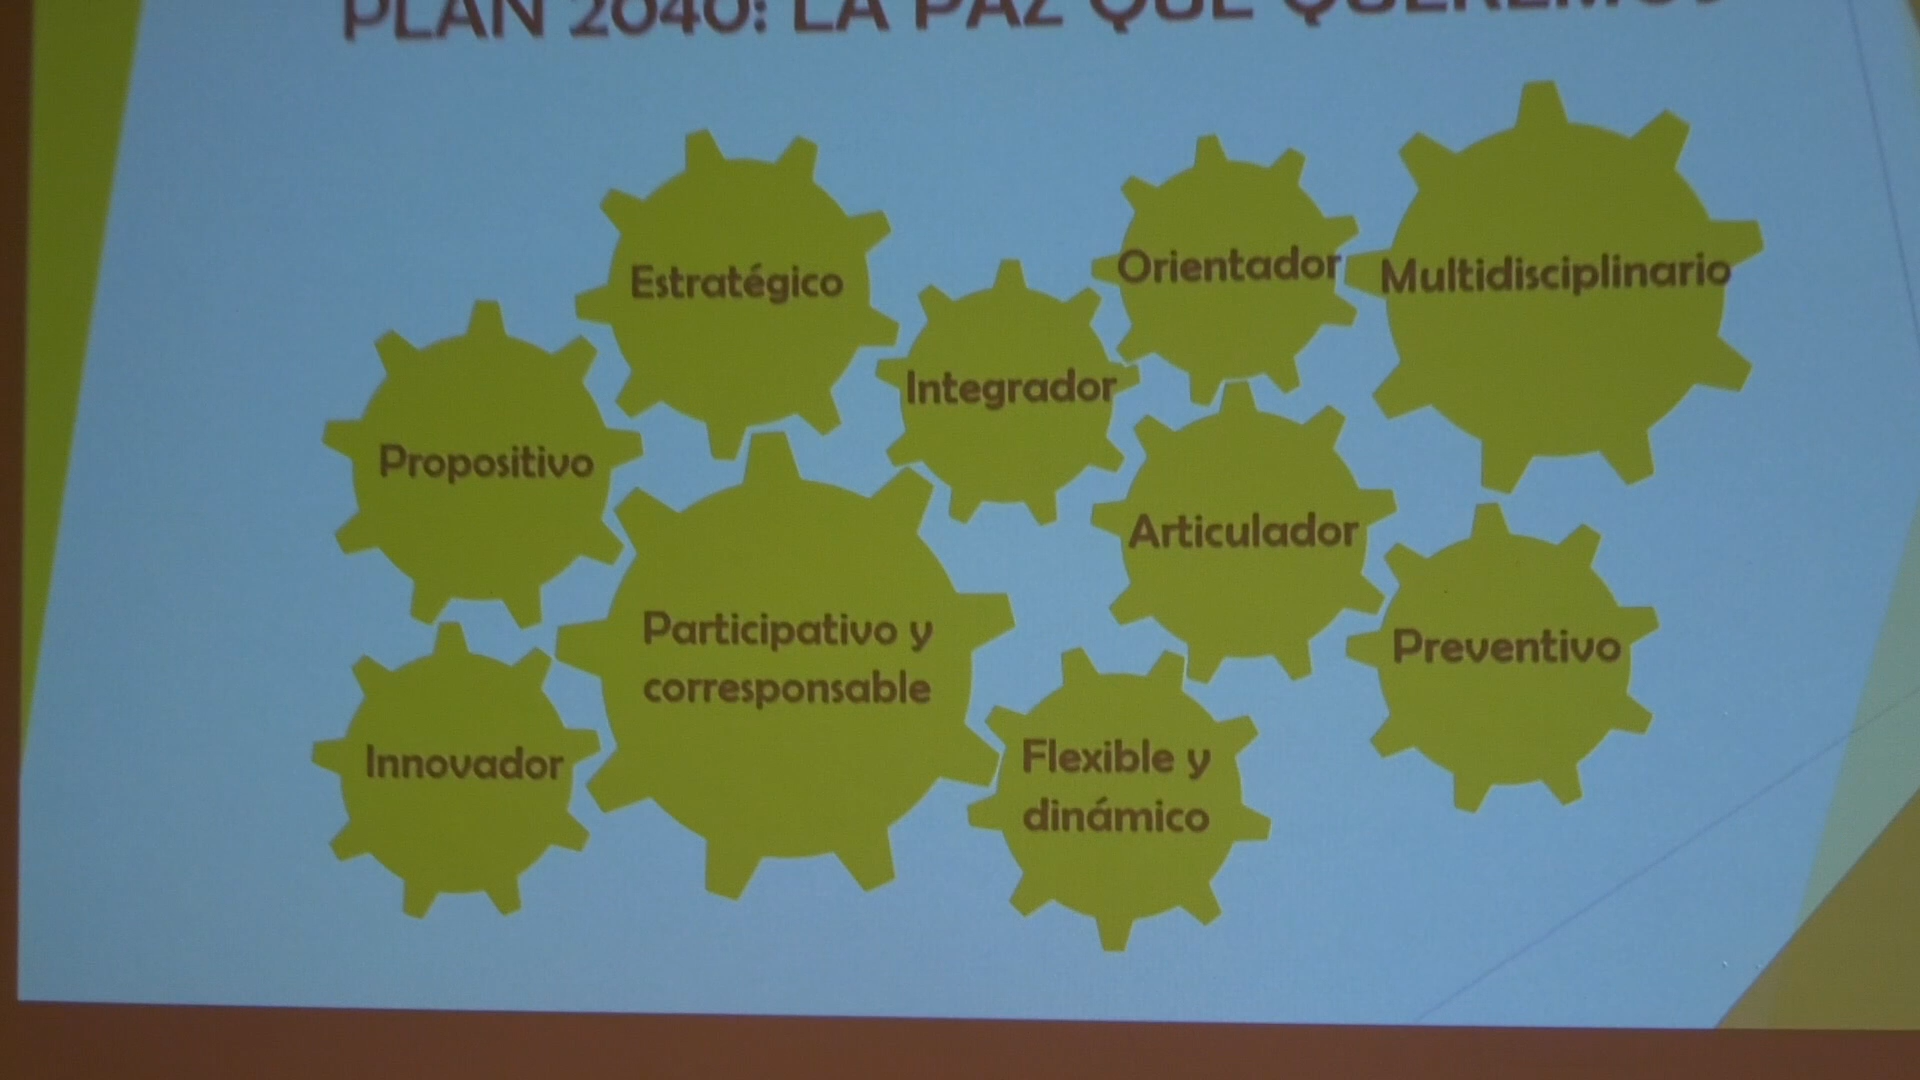 PLAN 2040: LA PAZ QUE QUEREMOS
Estratégico
Orientador
Multidisciplinario
Integrador
Propositivo
Articulador
Participativo y
corresponsable
Preventivo
Innovador
Flexible y
dinámico